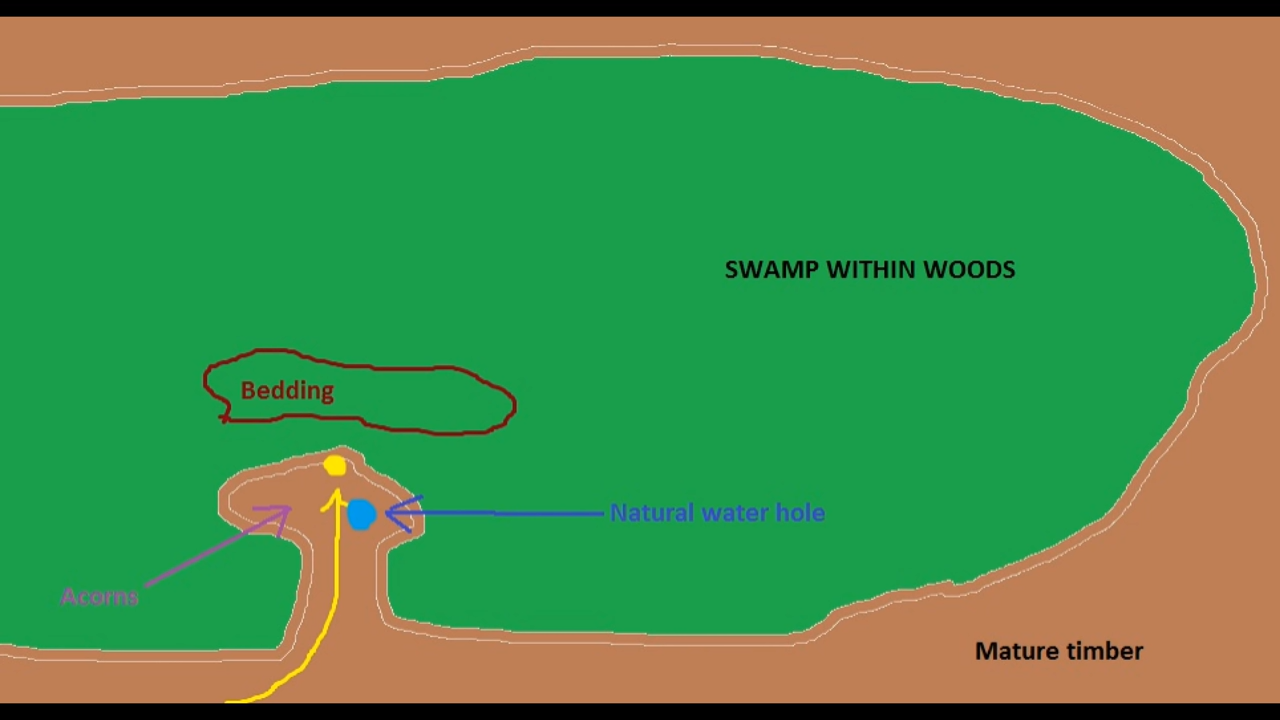 SWAMP WITHIN WOODS
Bedding
Natural water hole
Acorns
Mature timber